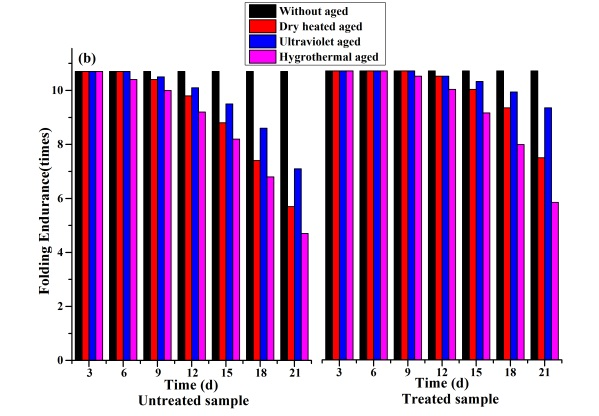 Without aged
Dry heated aged
Ultraviolet aged
Hygrothermal aged
(b)
Folding Endurance(times)
10
8
6
4
2
0
3 6 9 12 15 18 21 3 6 9 12 15 18 21
Time (d) Time (d)
Untreated sample Treated sample